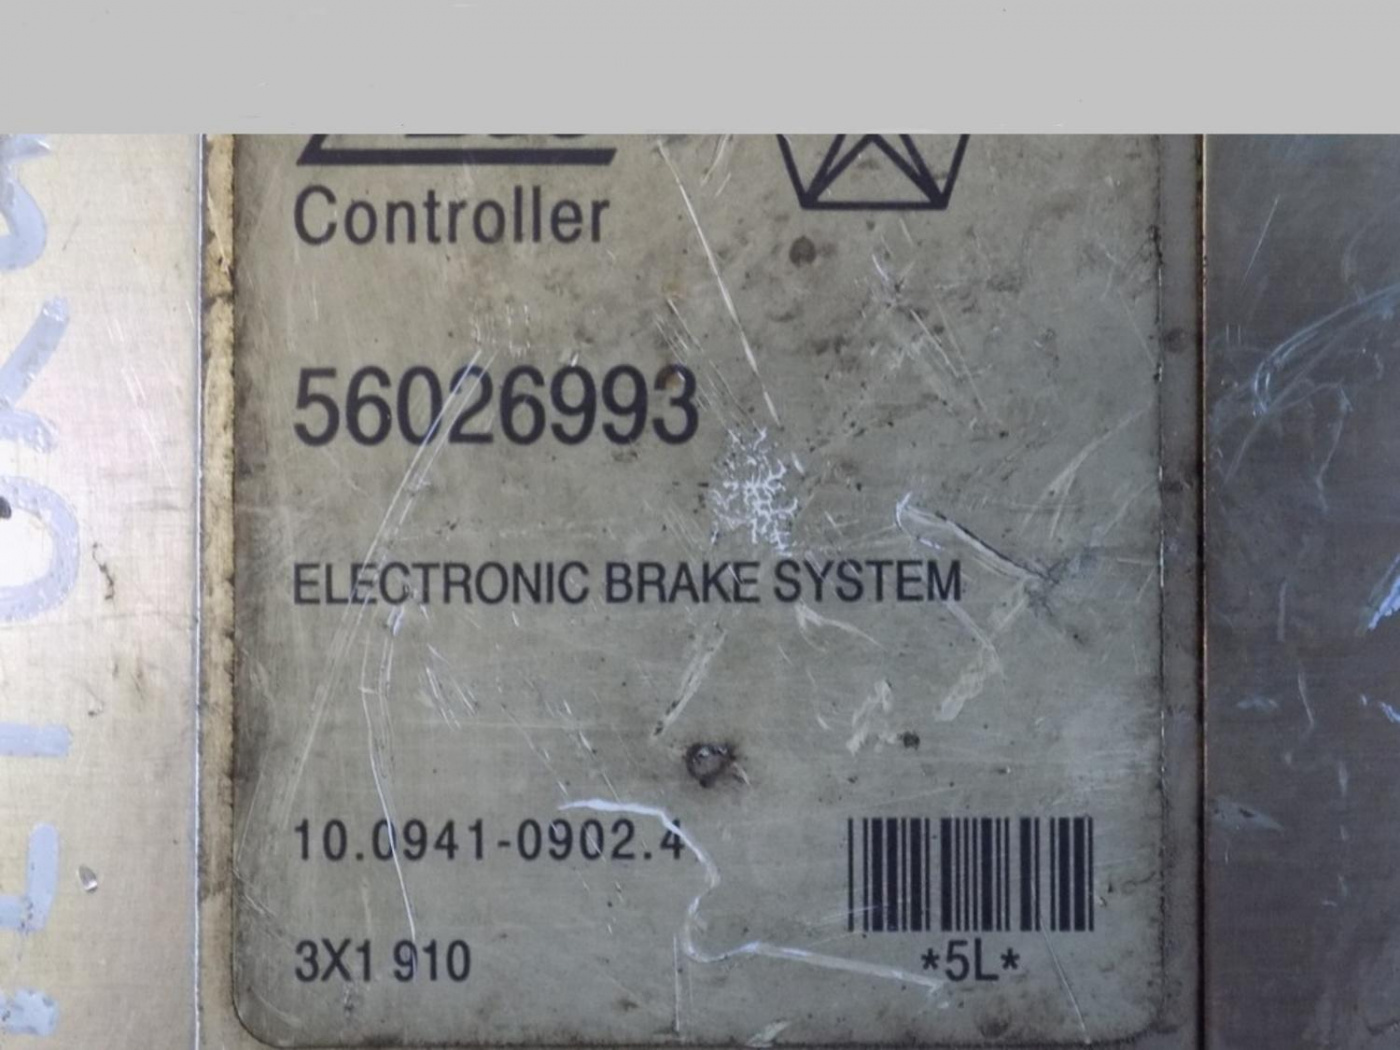 Controller
56026993
ELECTRONIC BRAKE SYSTEM
10.0941-0902.4
3X1 910
*5L*